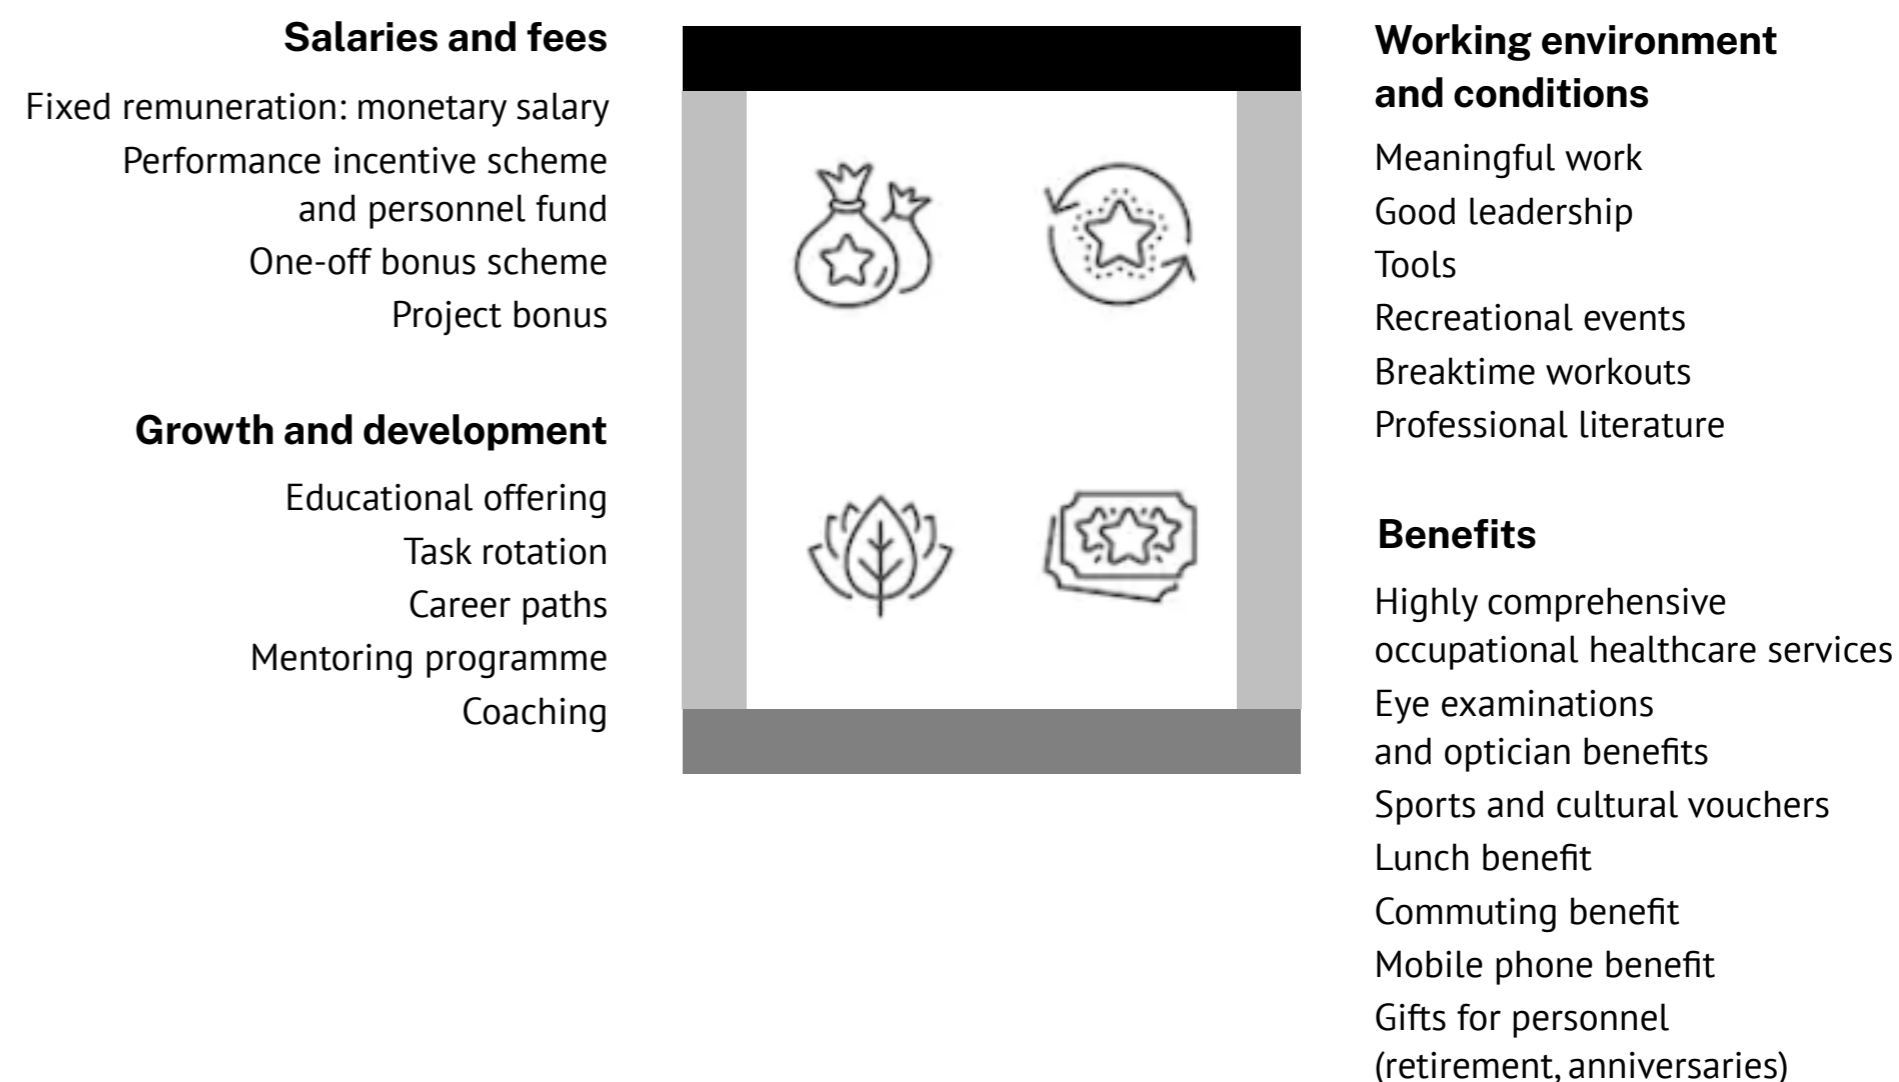 Salaries and fees
Fixed remuneration: monetary salary
Performance incentive scheme
and personnel fund
One-off bonus scheme
Project bonus
Growth and development
Educational offering
Task rotation
Career paths
Mentoring programme
Coaching
Working environment
and conditions
Meaningful work
Good leadership
Tools
Recreational events
Breaktime workouts
Professional literature
Benefits
Highly comprehensive
occupational healthcare services
Eye examinations
and optician benefits
Sports and cultural vouchers
Lunch benefit
Commuting benefit
Mobile phone benefit
Gifts for personnel
(retirement, anniversaries)